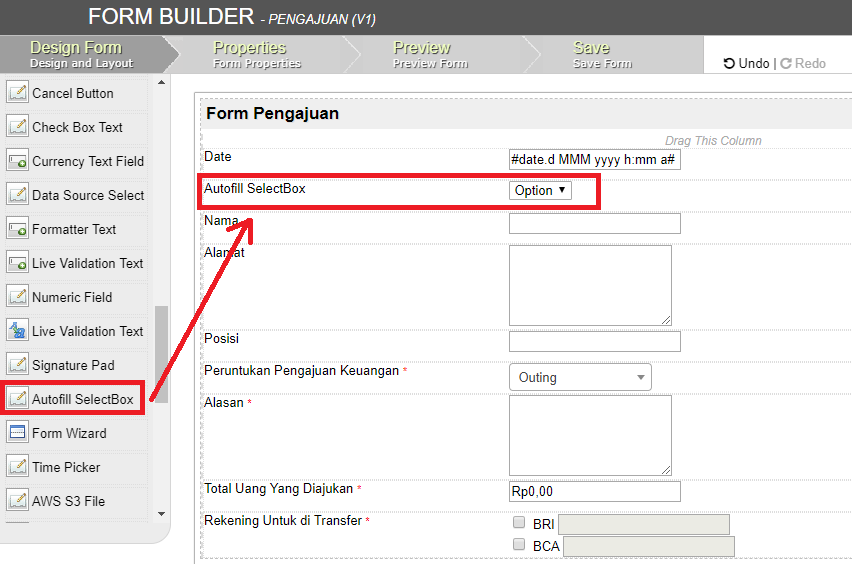 FORM BUILDER - PENGAJUAN (V1)
Design Form
Design and Layout
Properties
Form Properties
Preview
Preview Form
Save
Save Form
Undo | Redo
Cancel Button
Check Box Text
Currency Text Field
Data Source Select
Formatter Text
Live Validation Text
Numeric Field
Live Validation Text
Signature Pad
Autofill SelectBox
Form Wizard
Time Picker
AWS S3 File
Form Pengajuan
Drag This Column
Date
#date.d MMM yyyy h:mm a#
Autofill SelectBox
Option
Nama
Alamat
Posisi
Peruntukan Pengajuan Keuangan *
Outing
Alasan *
Total Uang Yang Diajukan *
Rp0,00
Rekening Untuk di Transfer *
BRI
BCA